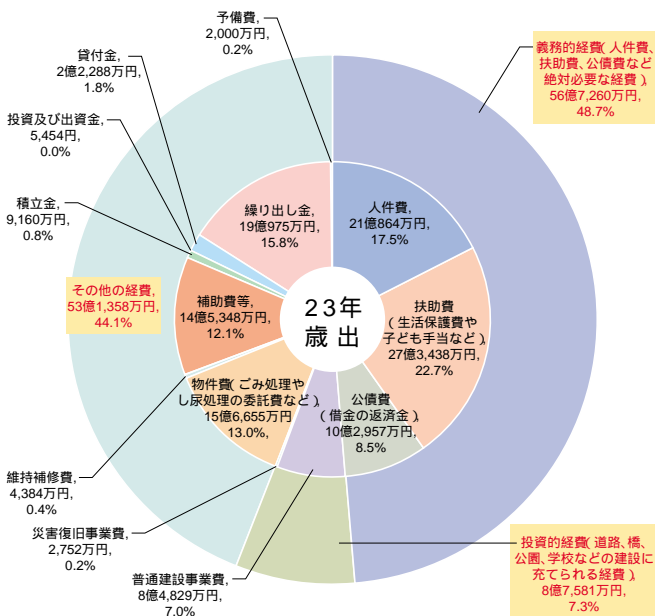 予備費,
2,000万円,
0.2%
貸付金,
2億2,288万円,
1.8%
投資及び出資金,
5,454円,
0.0%
積立金,
9,160万円,
0.8%
その他の経費,
53億1,358万円,
44.1%
維持補修費,
4,384万円,
0.4%
災害復旧事業費,
2,752万円,
0.2%
普通建設事業費,
8億4,829万円,
7.0%
義務的経費(人件費、
扶助費、公債費など
絶対必要な経費),
56億7,260万円,
48.7%
投資的経費(道路、橋、
公園、学校などの建設に
充てられる経費),
8億7,581万円,
7.3%
繰り出し金,
19億975万円,
15.8%
人件費,
21億864万円,
17.5%
補助費等,
14億5,348万円,
12.1%
23年
歳出
扶助費
(生活保護費や
子ども手当など),
27億3,438万円,
22.7%
物件費(ごみ処理や
し尿処理の委託費など),
15億6,655万円
13.0%,
公債費
(借金の返済金),
10億2,957万円,
8.5%